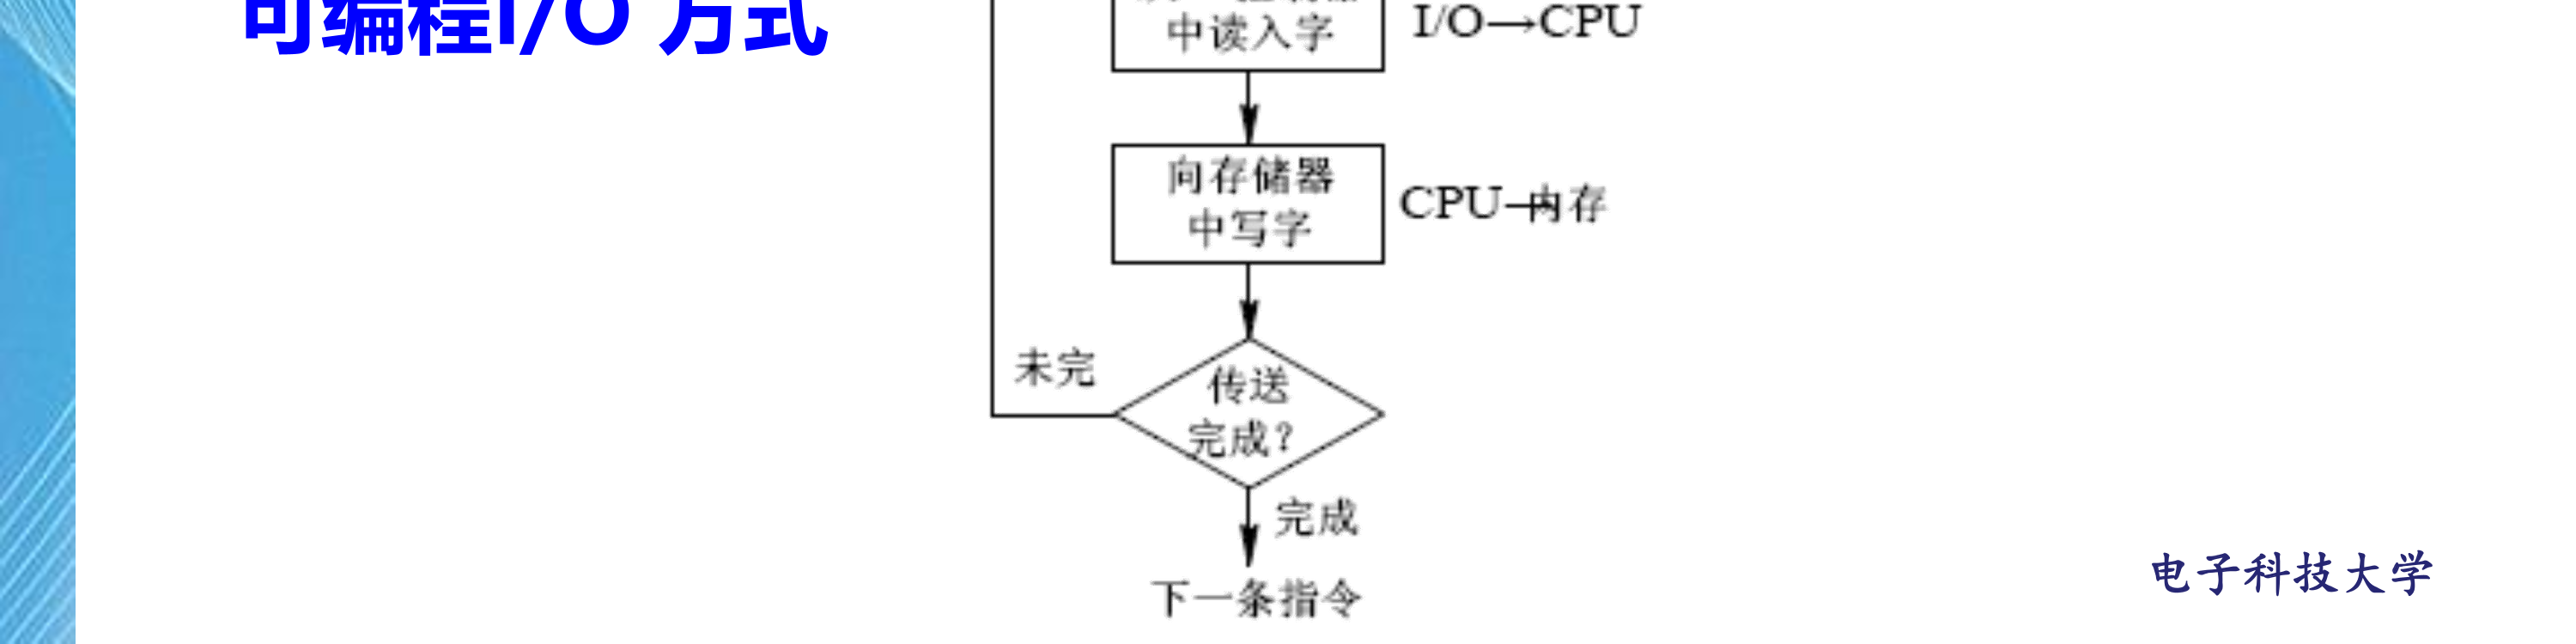 可编程I/O 方式
中读入字
I/O→CPU
向存储器
中写字
CPU→内存
未完
传送
完成?
完成
下一条指令
电子科技大学